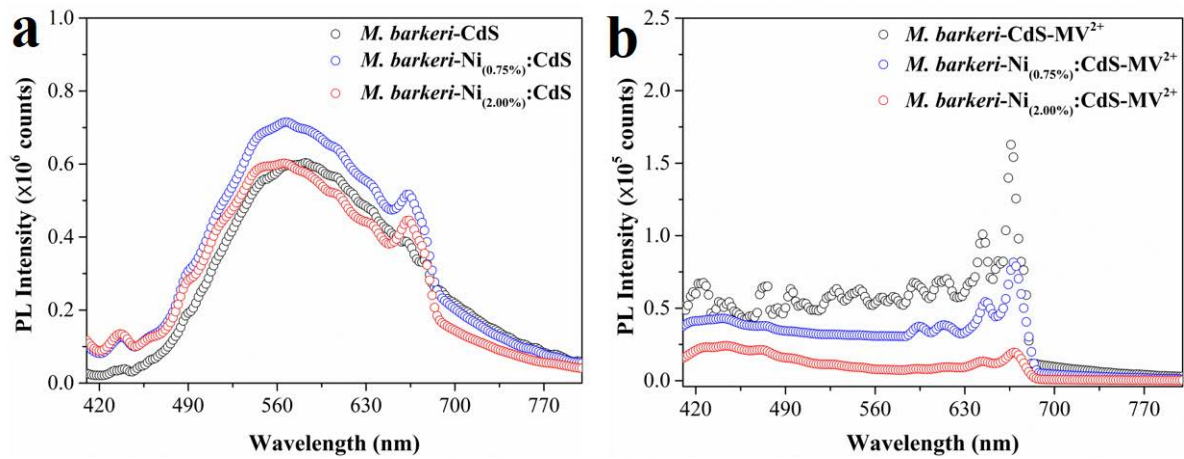 a
PL Intensity (×10⁶ counts)
1.0
0.8
0.6
0.4
0.2
0.0
M. barkeri-CdS
M. barkeri-Ni(0.75%):CdS
M. barkeri-Ni(2.00%):CdS
420 490 560 630 700 770
Wavelength (nm)
b
PL Intensity (×10⁵ counts)
2.5
2.0
1.5
1.0
0.5
0.0
M. barkeri-CdS-MV²⁺
M. barkeri-Ni(0.75%):CdS-MV²⁺
M. barkeri-Ni(2.00%):CdS-MV²⁺
420 490 560 630 700 770
Wavelength (nm)